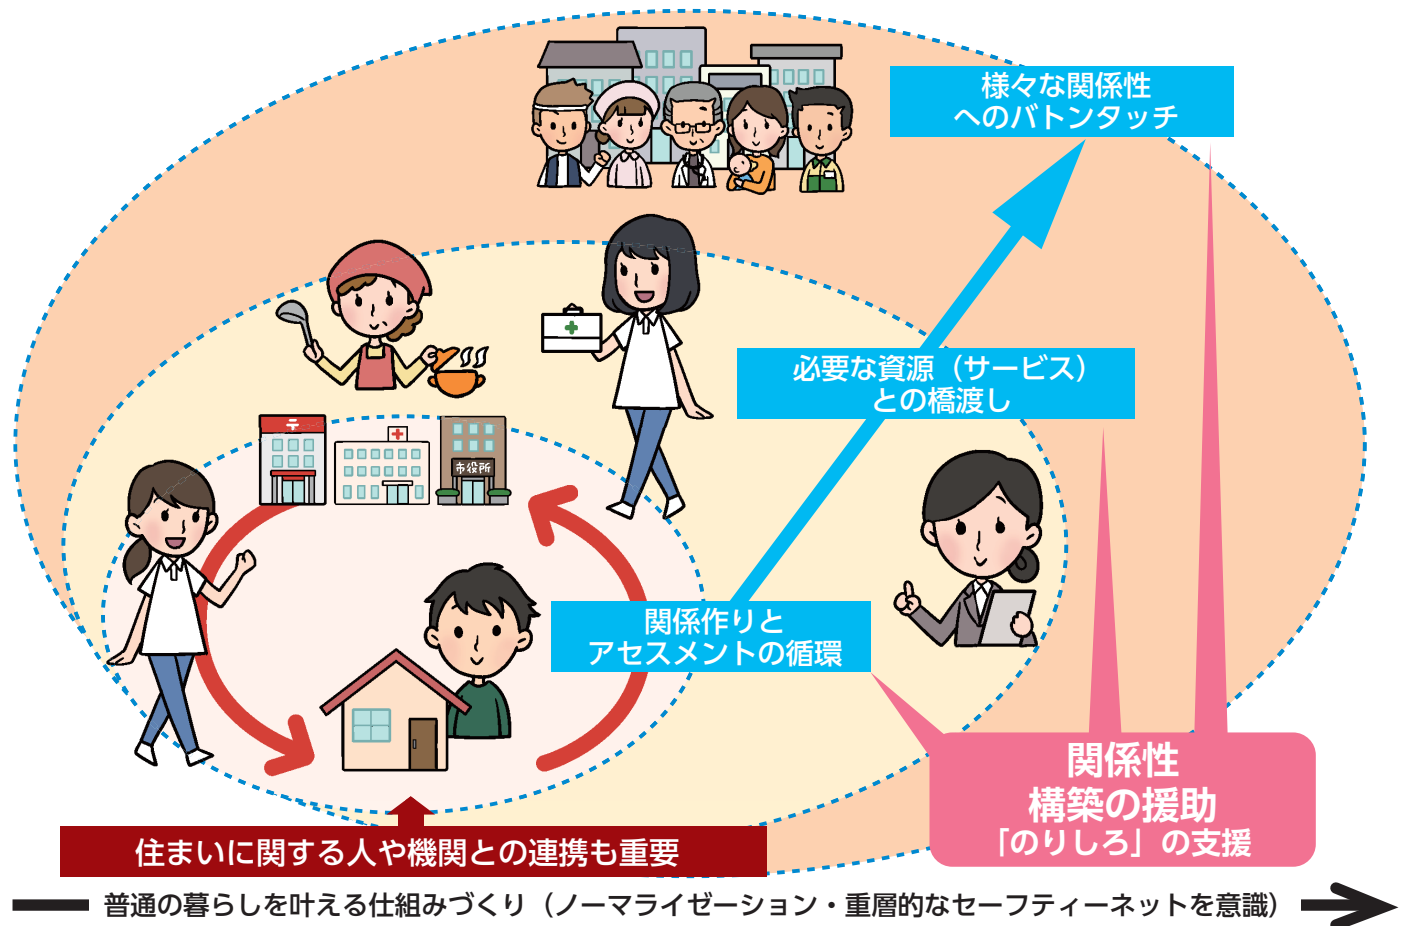 様々な関係性
へのバトンタッチ
必要な資源（サービス）
との橋渡し
〒
市役所
関係作りと
アセスメントの循環
関係性
構築の援助
「のりしろ」の支援
住まいに関する人や機関との連携も重要
普通の暮らしを叶える仕組みづくり（ノーマライゼーション・重層的なセーフティーネットを意識）